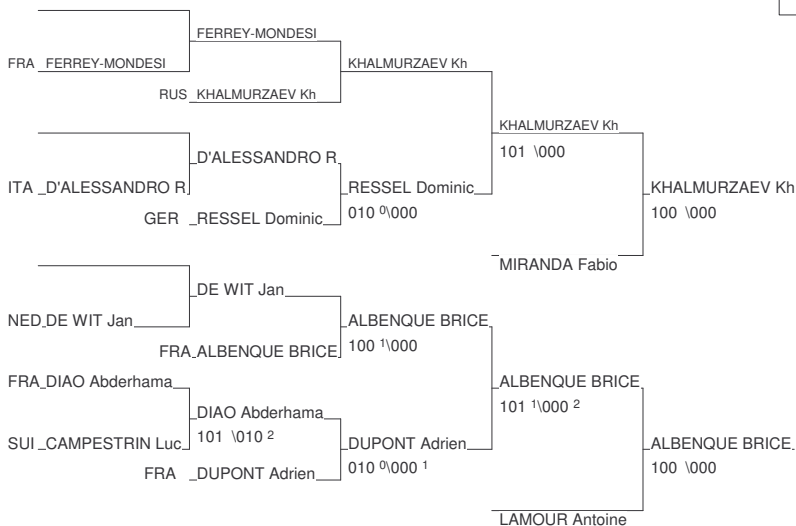 FERREY-MONDESI
FRA FERREY-MONDESI KHALMURZAEV Kh
RUS KHALMURZAEV Kh
KHALMURZAEV Kh
101 \000
D'ALESSANDRO R
ITA D'ALESSANDRO R RESSEL Dominic KHALMURZAEV Kh
GER RESSEL Dominic 010 0\000 100 \000
MIRANDA Fabio
DE WIT Jan
NED DE WIT Jan ALBENQUE BRICE
FRA ALBENQUE BRICE 100 1\000
FRA DIAO Abderhama ALBENQUE BRICE
DIAO Abderhama 101 1\000 2
SUI CAMPESTRIN Luc 101 \010 2 DUPONT Adrien ALBENQUE BRICE
FRA DUPONT Adrien 010 0\000 1 100 \000
LAMOUR Antoine